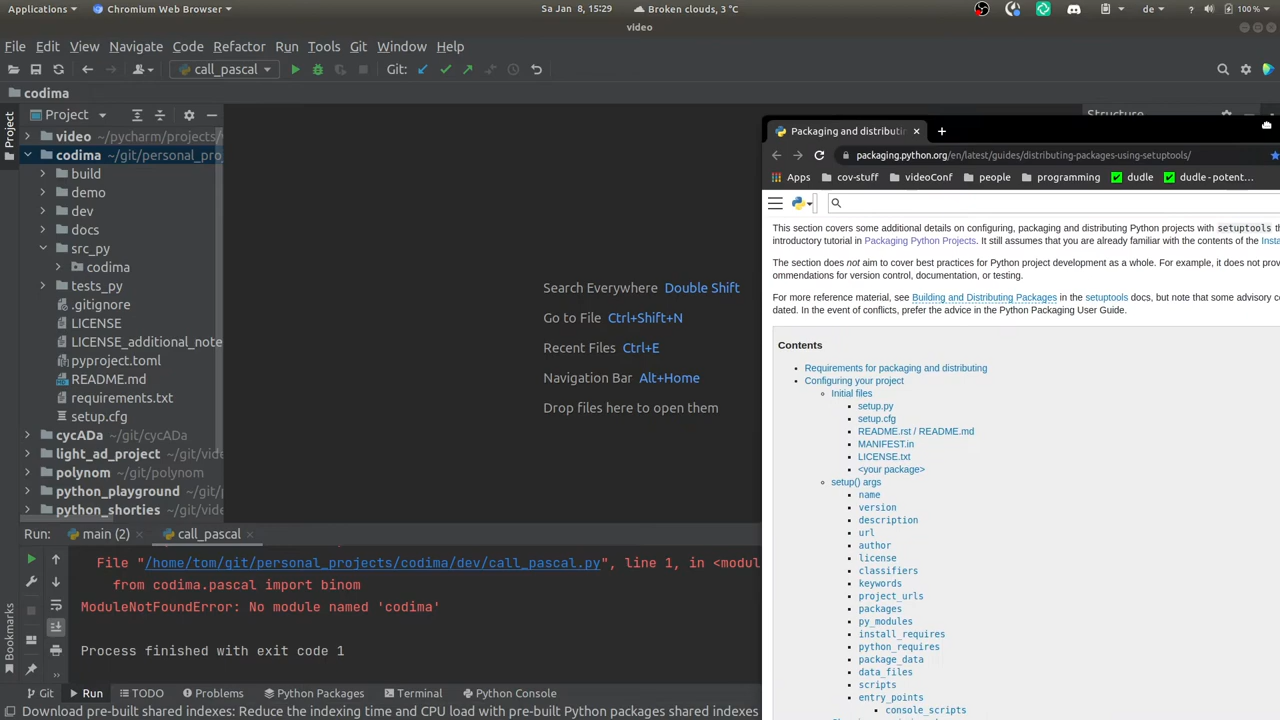 Applications
Chromium Web Browser
Sa Jan 8, 15:29
Broken clouds, 3 °C
de
100 %
video
File Edit View Navigate Code Refactor Run Tools Git Window Help
call_pascal
Git:
codima
Project
Project
video ~/pycharm/projects/
codima ~/git/personal_pro
build
demo
dev
docs
src_py
codima
tests_py
.gitignore
LICENSE
LICENSE_additional_note
pyproject.toml
README.md
requirements.txt
setup.cfg
cycADa ~/git/cycADa
light_ad_project ~/git/vide
polynom ~/git/polynom
python_playground ~/git/
python_shorties ~/git/vide
Search Everywhere Double Shift
Go to File Ctrl+Shift+N
Recent Files Ctrl+E
Navigation Bar Alt+Home
Drop files here to open them
Structure
Packaging and distributi
packaging.python.org/en/latest/guides/distributing-packages-using-setuptools/
Apps cov-stuff videoConf people programming dudle dudle - potent...
This section covers some additional details on configuring, packaging and distributing Python projects with setuptools th
introductory tutorial in Packaging Python Projects. It still assumes that you are already familiar with the contents of the Insta
The section does not aim to cover best practices for Python project development as a whole. For example, it does not prov
ommendations for version control, documentation, or testing.
For more reference material, see Building and Distributing Packages in the setuptools docs, but note that some advisory co
dated. In the event of conflicts, prefer the advice in the Python Packaging User Guide.
Contents
Requirements for packaging and distributing
Configuring your project
Initial files
setup.py
setup.cfg
README.rst / README.md
MANIFEST.in
LICENSE.txt
<your package>
setup() args
name
version
description
url
author
license
classifiers
keywords
project_urls
packages
py_modules
install_requires
python_requires
package_data
data_files
scripts
entry_points
console_scripts
Run: main (2) call_pascal
File "/home/tom/git/personal_projects/codima/dev/call_pascal.py", line 1, in <modul
from codima.pascal import binom
ModuleNotFoundError: No module named 'codima'
Process finished with exit code 1
Bookmarks
Git Run TODO Problems Python Packages Terminal Python Console
Download pre-built shared indexes: Reduce the indexing time and CPU load with pre-built Python packages shared indexes